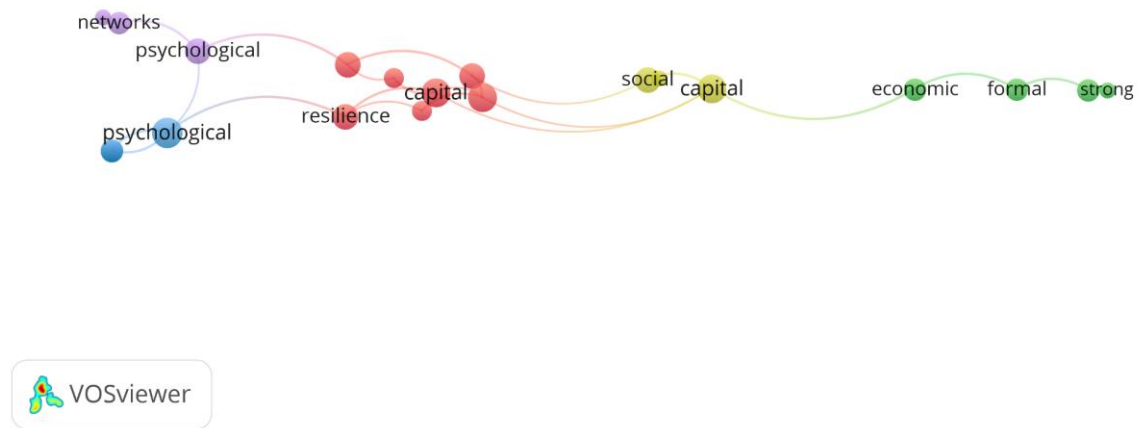 networks
psychological
social
capital
economic
formal
strong
capital
resilience
psychological
VOSviewer